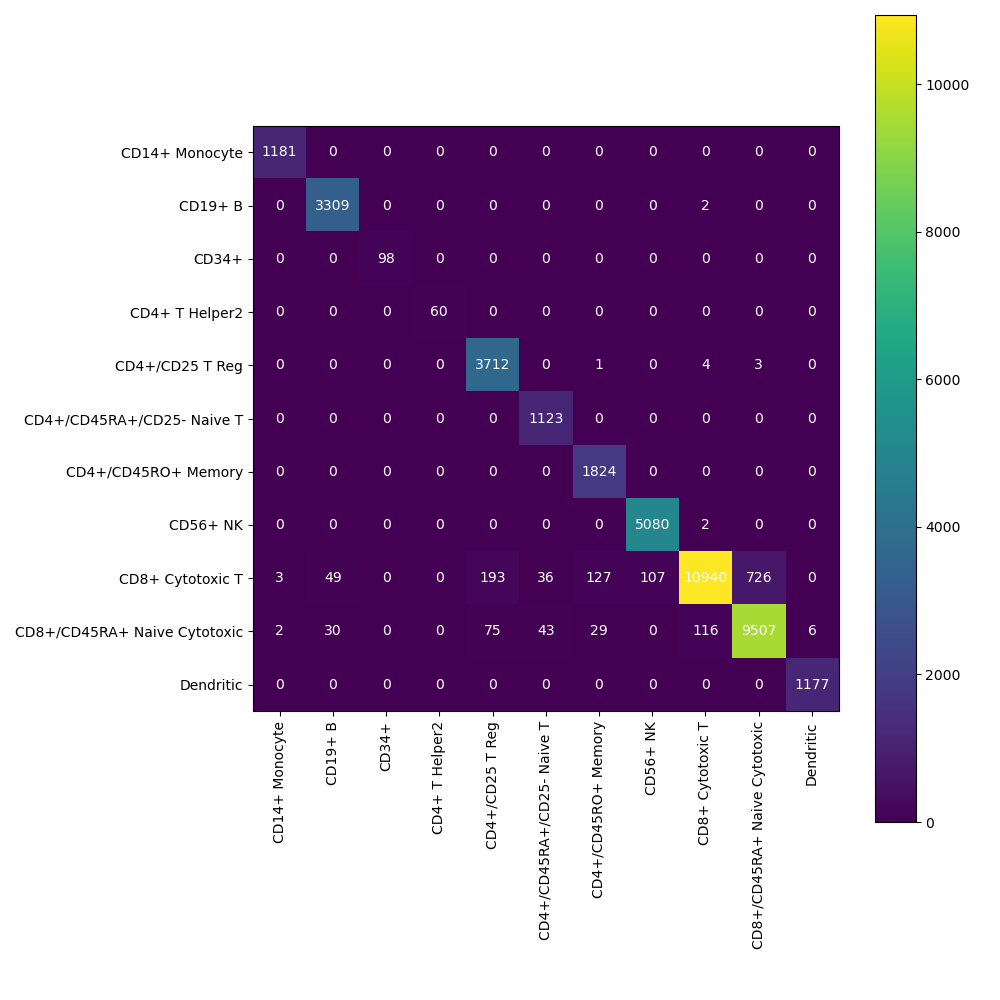 CD14+ Monocyte 1181 0 0 0 0 0 0 0 0 0 0
CD19+ B 0 3309 0 0 0 0 0 0 2 0 0
CD34+ 0 0 98 0 0 0 0 0 0 0 0
CD4+ T Helper2 0 0 0 60 0 0 0 0 0 0 0
CD4+/CD25 T Reg 0 0 0 0 3712 0 1 0 4 3 0
CD4+/CD45RA+/CD25- Naive T 0 0 0 0 0 1123 0 0 0 0 0
CD4+/CD45RO+ Memory 0 0 0 0 0 0 1824 0 0 0 0
CD56+ NK 0 0 0 0 0 0 0 5080 2 0 0
CD8+ Cytotoxic T 3 49 0 0 193 36 127 107 10940 726 0
CD8+/CD45RA+ Naive Cytotoxic 2 30 0 0 75 43 29 0 116 9507 6
Dendritic 0 0 0 0 0 0 0 0 0 0 1177
CD14+ Monocyte
CD19+ B
CD34+
CD4+ T Helper2
CD4+/CD25 T Reg
CD4+/CD45RA+/CD25- Naive T
CD4+/CD45RO+ Memory
CD56+ NK
CD8+ Cytotoxic T
CD8+/CD45RA+ Naive Cytotoxic
Dendritic
10000
8000
6000
4000
2000
0